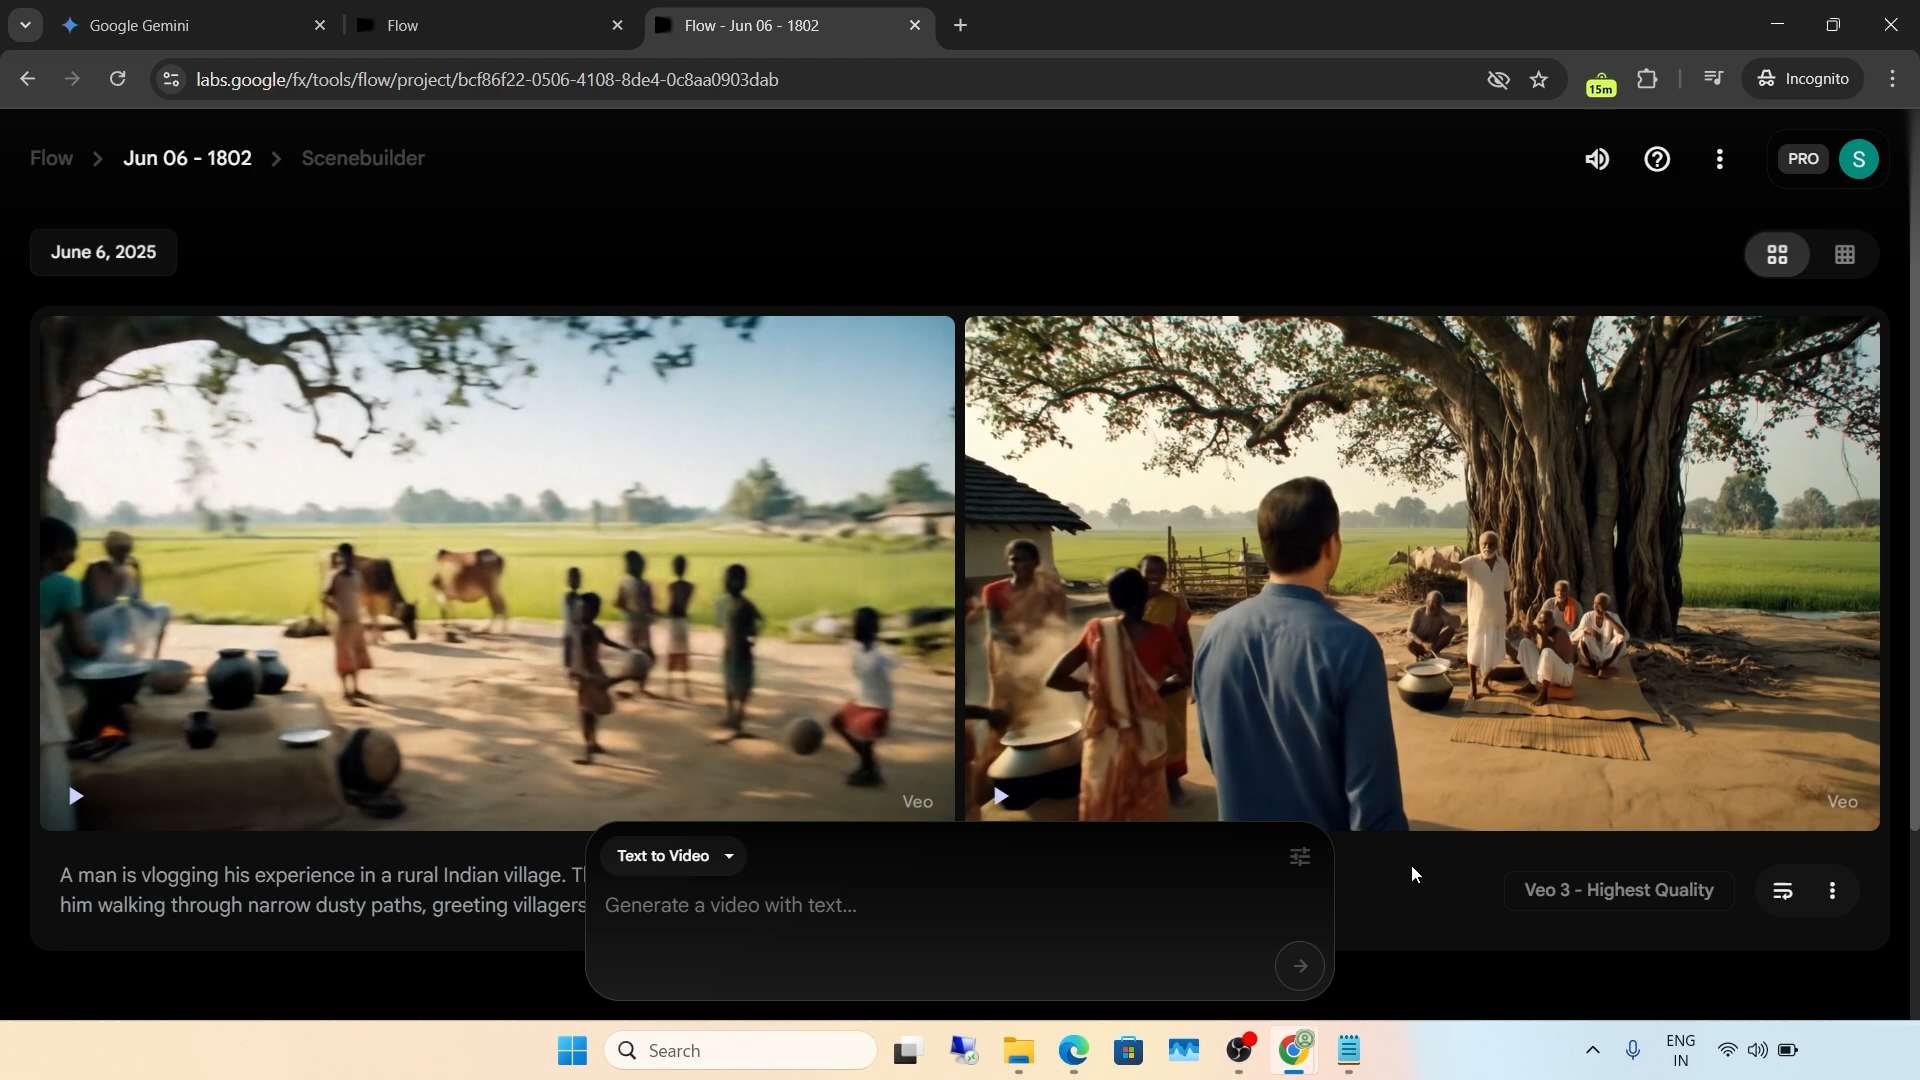 Google Gemini
Flow
Flow - Jun 06 - 1802
labs.google/fx/tools/flow/project/bcf86f22-0506-4108-8de4-0c8aa0903dab
15m
Incognito
Flow > Jun 06 - 1802 > Scenebuilder
PRO
S
June 6, 2025
Veo
Veo
Text to Video
A man is vlogging his experience in a rural Indian village.
him walking through narrow dusty paths, greeting villagers
Generate a video with text...
Veo 3 - Highest Quality
Search
ENG
IN